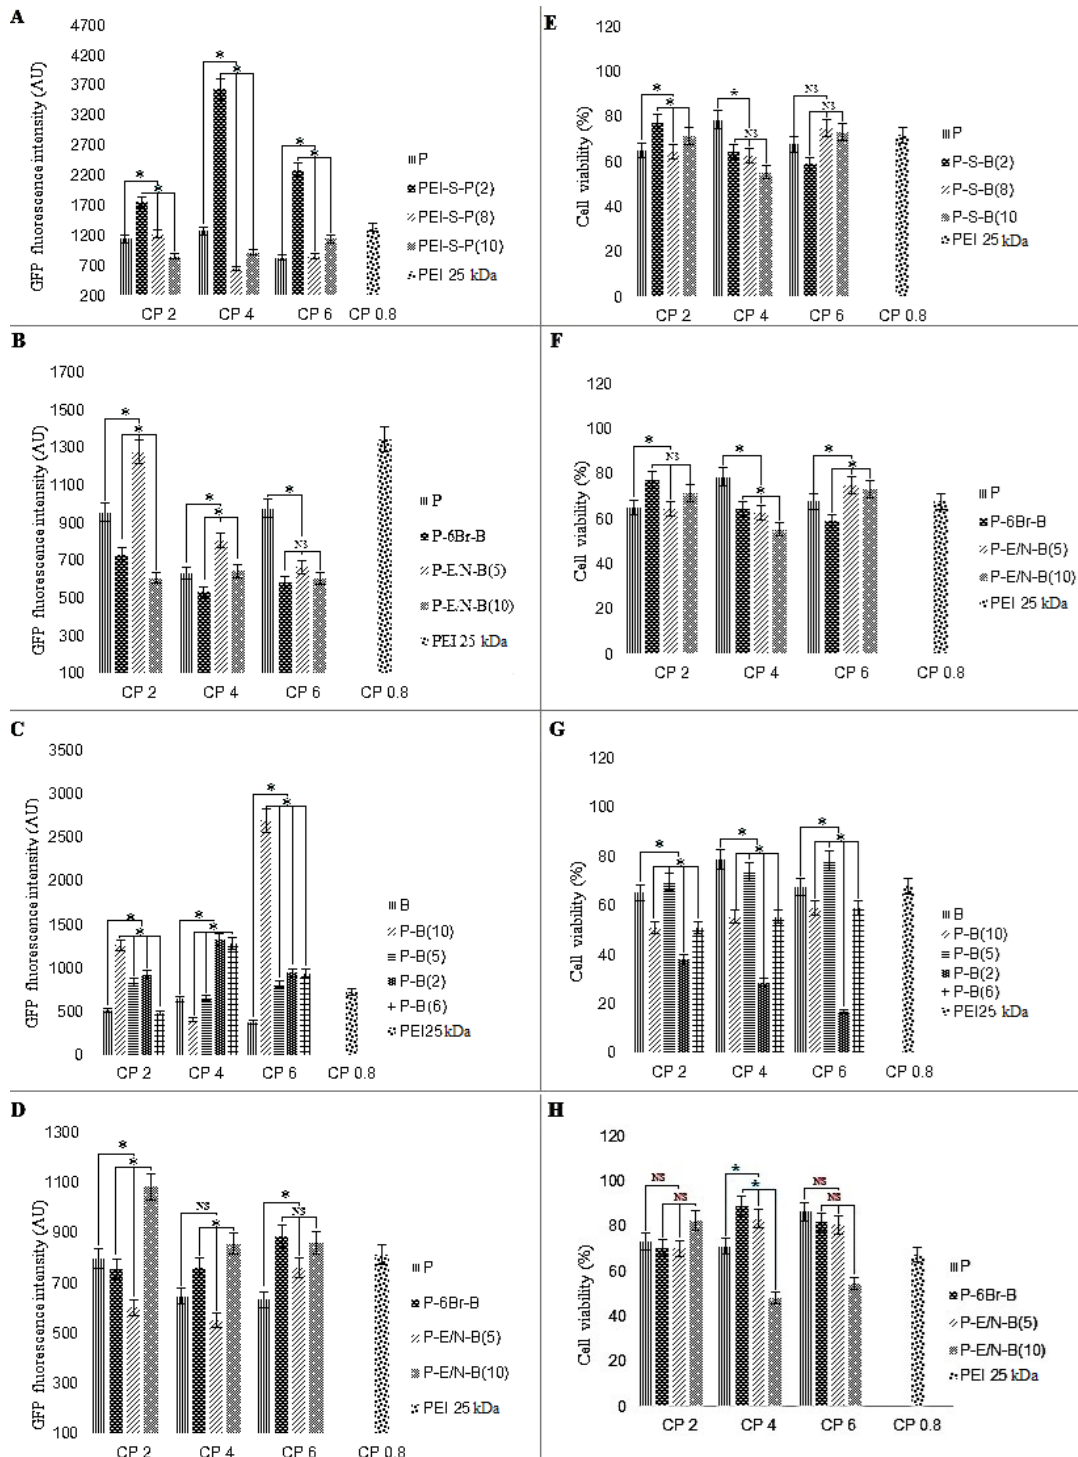 A
GFP fluorescence intensity (AU)
4700
4200
3700
3200
2700
2200
1700
1200
700
200
*
*
*
*
*
*
CP 2
CP 4
CP 6
CP 0.8
P
PEI-S-P(2)
PEI-S-P(8)
PEI-S-P(10)
PEI 25 kDa
E
Cell viability (%)
120
100
80
60
40
20
0
*
*
*
NS
NS
NS
CP 2
CP 4
CP 6
CP 0.8
P
P-S-B(2)
P-S-B(8)
P-S-B(10
PEI 25 kDa
B
GFP fluorescence intensity (AU)
1700
1500
1300
1100
900
700
500
300
100
*
*
*
*
*
NS
CP 2
CP 4
CP 6
CP 0.8
P
P-6Br-B
P-E/N-B(5)
P-E/N-B(10)
PEI 25 kDa
F
Cell viability (%)
120
100
80
60
40
20
0
*
NS
*
*
*
*
CP 2
CP 4
CP 6
CP 0.8
P
P-6Br-B
P-E/N-B(5)
P-E/N-B(10)
PEI 25 kDa
C
GFP fluorescence intensity (AU)
3500
3000
2500
2000
1500
1000
500
0
*
*
*
*
*
*
CP 2
CP 4
CP 6
CP 0.8
B
P-B(10)
P-B(5)
P-B(2)
P-B(6)
PEI25 kDa
G
Cell viability (%)
120
100
80
60
40
20
0
*
*
*
*
*
*
CP 2
CP 4
CP 6
CP 0.8
B
P-B(10)
P-B(5)
P-B(2)
P-B(6)
PEI25 kDa
D
GFP fluorescence intensity (AU)
1300
1100
900
700
500
300
100
*
*
NS
*
*
NS
CP 2
CP 4
CP 6
CP 0.8
P
P-6Br-B
P-E/N-B(5)
P-E/N-B(10)
PEI 25 kDa
H
Cell viability (%)
120
100
80
60
40
20
0
NS
NS
*
*
NS
NS
CP 2
CP 4
CP 6
CP 0.8
P
P-6Br-B
P-E/N-B(5)
P-E/N-B(10)
PEI 25 kDa